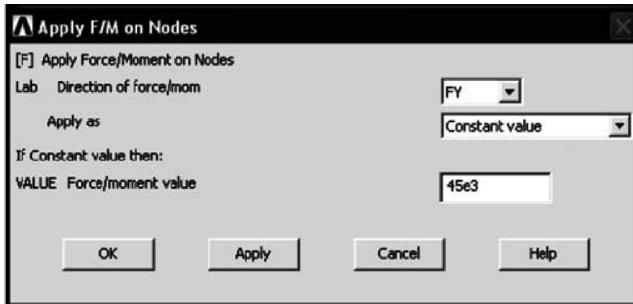 Apply F/M on Nodes
[F] Apply Force/Moment on Nodes
Lab Direction of force/mom FY
Apply as Constant value
If Constant value then:
VALUE Force/moment value 45e3
OK Apply Cancel Help